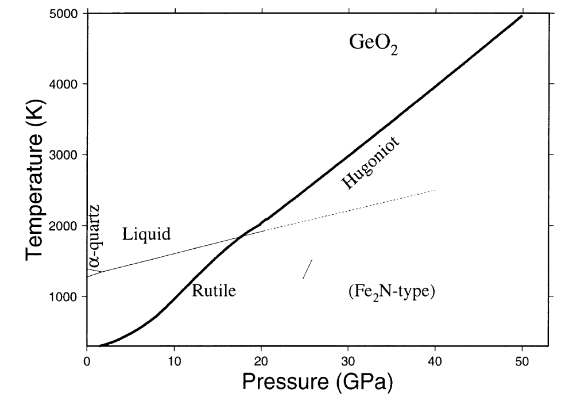 5000
GeO2
4000
Temperature (K)
3000
Hugoniot
2000
α-quartz
Liquid
1000
Rutile
(Fe2N-type)
0
10
20
30
40
50
Pressure (GPa)